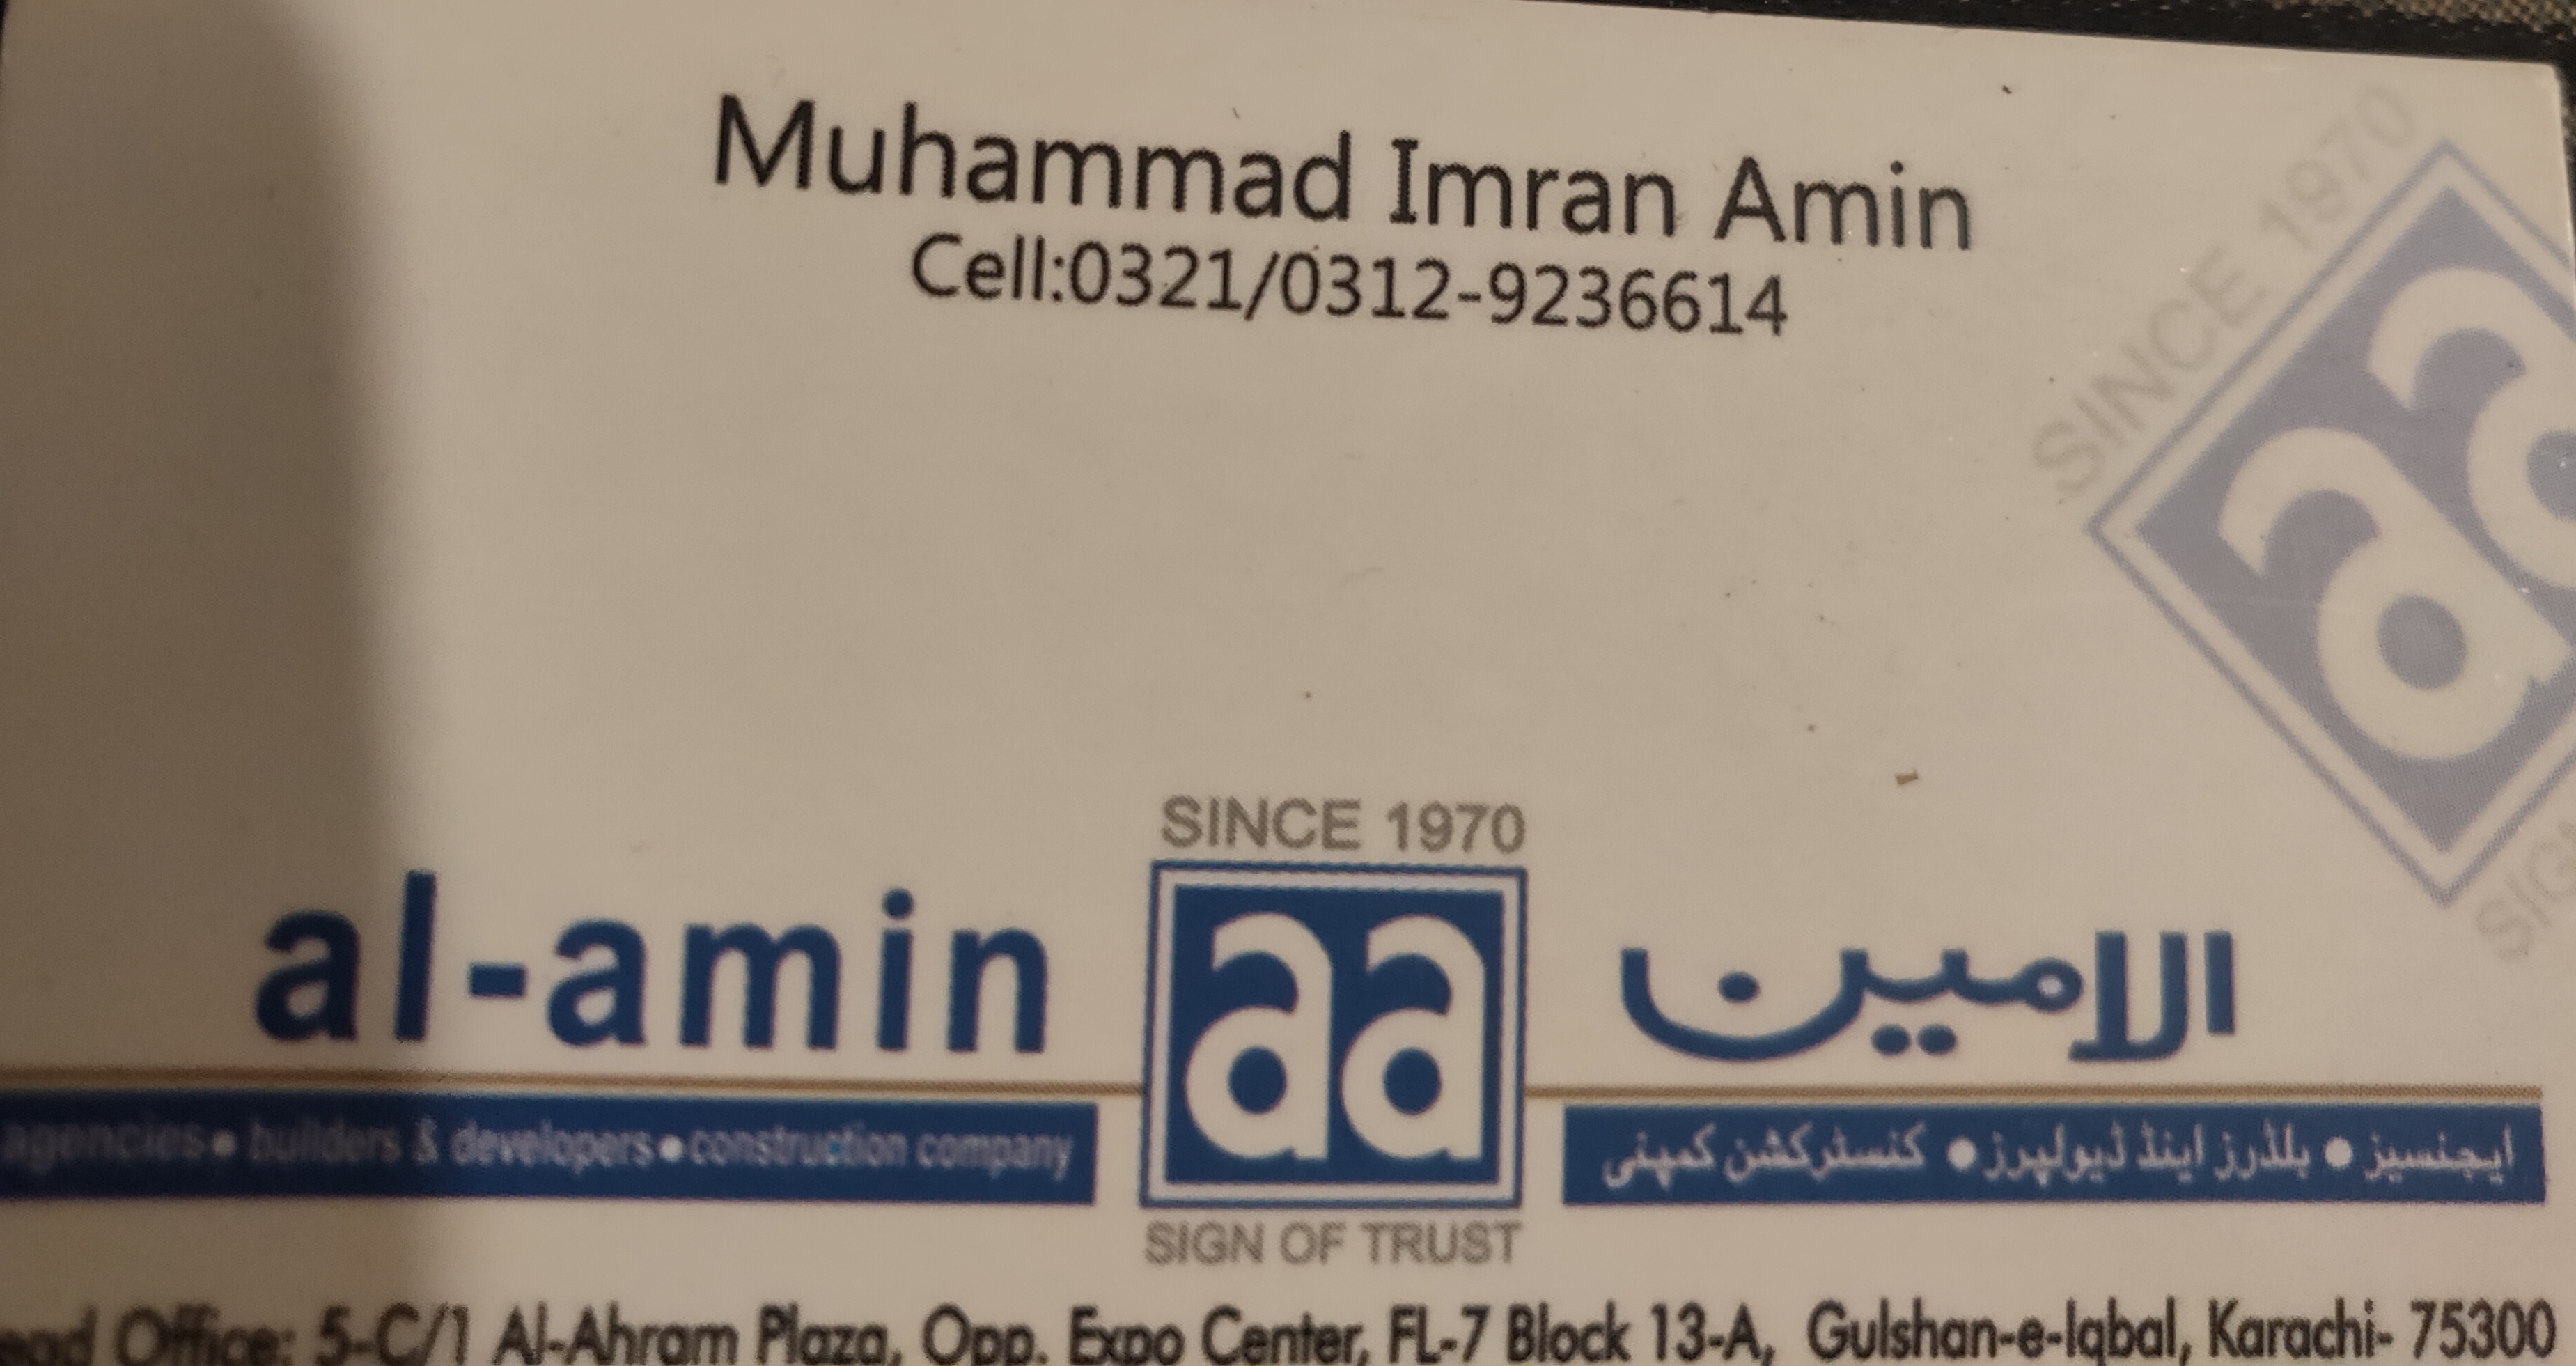 Muhammad Imran Amin
Cell:0321/0312-9236614
SINCE 1970
SINCE 1970
al-amin
aa
الامین
agencies • builders & developers • construction company
ایجنسیز • بلڈرز اینڈ ڈیولپرز • کنسٹرکشن کمپنی
SIGN OF TRUST
Office: 5-C/1 Al-Ahram Plaza, Opp. Expo Center, FL-7 Block 13-A, Gulshan-e-Iqbal, Karachi- 75300